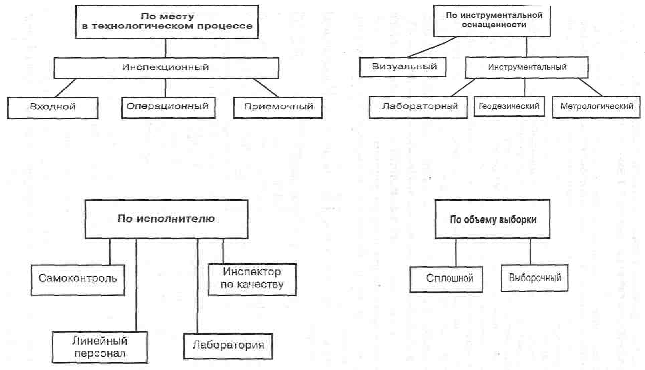 По месту
в технологическом процессе
Инспекционный
Входной
Операционный
Приемочный
По инструментальной
оснащенности
Визуальный
Инструментальный
Лабораторный
Геодезический
Метрологический
По исполнителю
Самоконтроль
Инспектор
по качеству
Линейный
персонал
Лаборатория
По объему выборки
Сплошной
Выборочный